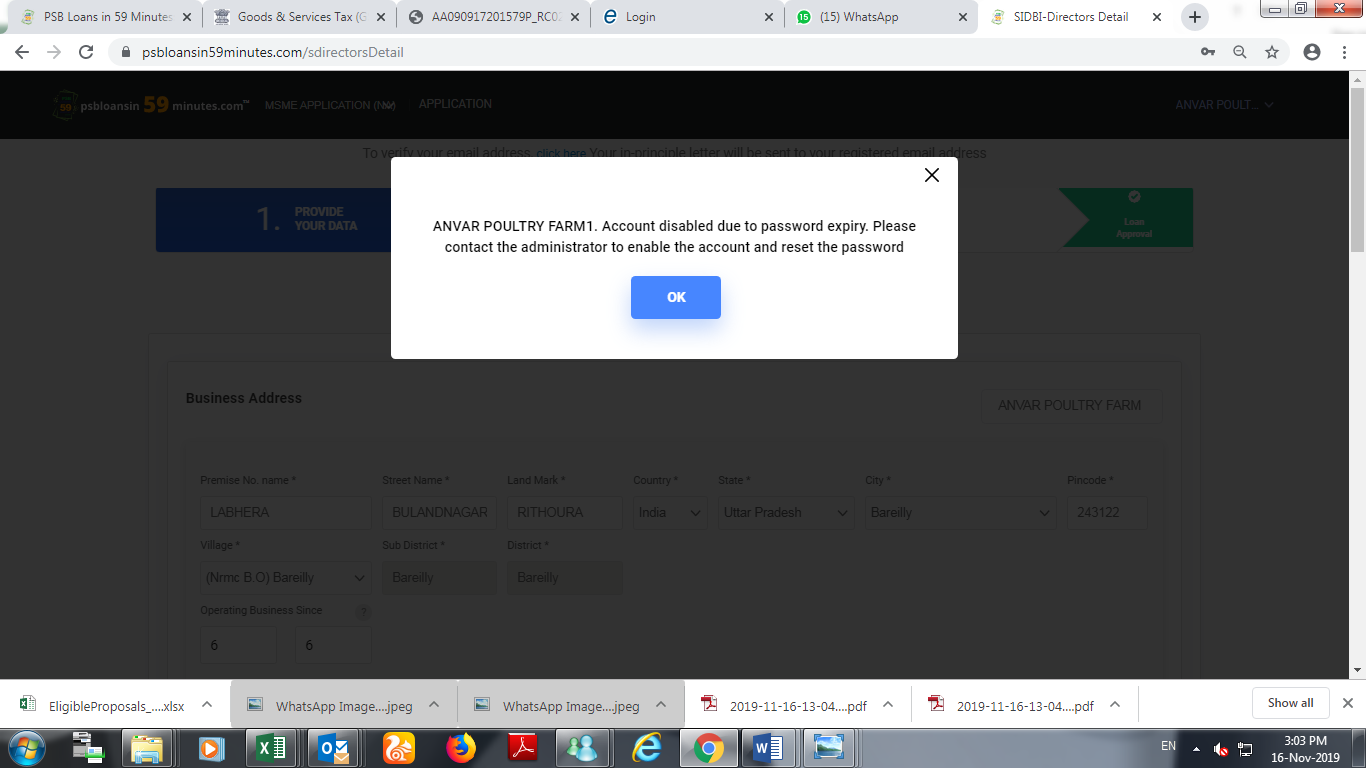 PSB Loans in 59 Minutes
Goods & Services Tax (G
AA090917201579P_RC02
Login
(15) WhatsApp
SIDBI-Directors Detail
psbloansin59minutes.com/sdirectorsDetail
59 psbloansin 59 minutes.com™
MSME APPLICATION
APPLICATION
ANVAR POULT...
To verify your email address, click here Your in-principle letter will be sent to your registered email address
1. PROVIDE
YOUR DATA
Loan
Approval
ANVAR POULTRY FARM1. Account disabled due to password expiry. Please
contact the administrator to enable the account and reset the password
OK
Business Address
ANVAR POULTRY FARM
Premise No. name * Street Name * Land Mark * Country * State * City * Pincode *
LABHERA BULANDNAGAR RITHOURA India Uttar Pradesh Bareilly 243122
Village * Sub District * District *
(Nrmc B.O) Bareilly Bareilly Bareilly
Operating Business Since ?
6 6
EligibleProposals_....xlsx
WhatsApp Image....jpeg
WhatsApp Image....jpeg
2019-11-16-13-04....pdf
2019-11-16-13-04....pdf
Show all
EN
3:03 PM
16-Nov-2019